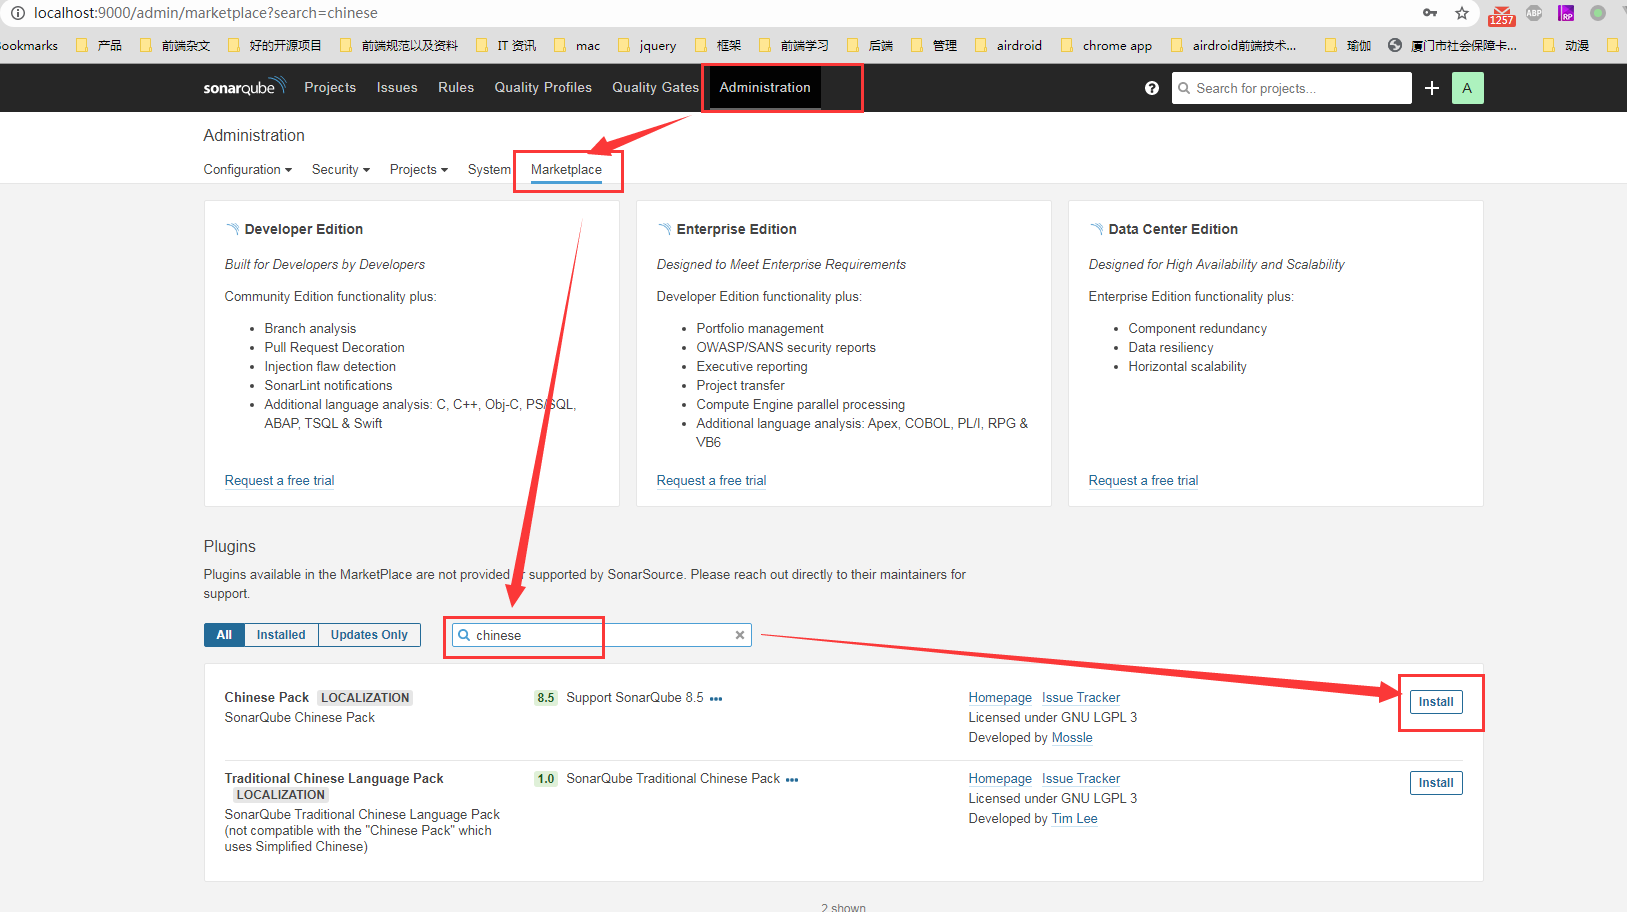 localhost:9000/admin/marketplace?search=chinese
1257
ABP
RP
ookmarks 产品 前端杂文 好的开源项目 前端规范以及资料 IT 资讯 mac jquery 框架 前端学习 后端 管理 airdroid chrome app airdroid前端技术... 瑜伽 厦门市社会保障卡... 动漫
sonarqube Projects Issues Rules Quality Profiles Quality Gates Administration ? Search for projects... + A
Administration
Configuration Security Projects System Marketplace
Developer Edition
Built for Developers by Developers
Community Edition functionality plus:
• Branch analysis
• Pull Request Decoration
• Injection flaw detection
• SonarLint notifications
• Additional language analysis: C, C++, Obj-C, PS/SQL,
ABAP, TSQL & Swift
Request a free trial
Enterprise Edition
Designed to Meet Enterprise Requirements
Developer Edition functionality plus:
• Portfolio management
• OWASP/SANS security reports
• Executive reporting
• Project transfer
• Compute Engine parallel processing
• Additional language analysis: Apex, COBOL, PL/I, RPG &
VB6
Request a free trial
Data Center Edition
Designed for High Availability and Scalability
Enterprise Edition functionality plus:
• Component redundancy
• Data resiliency
• Horizontal scalability
Request a free trial
Plugins
Plugins available in the MarketPlace are not provided or supported by SonarSource. Please reach out directly to their maintainers for
support.
All Installed Updates Only chinese
Chinese Pack LOCALIZATION
SonarQube Chinese Pack
8.5 Support SonarQube 8.5 •••
Homepage Issue Tracker
Licensed under GNU LGPL 3
Developed by Mossle
Install
Traditional Chinese Language Pack
LOCALIZATION
SonarQube Traditional Chinese Language Pack
(not compatible with the "Chinese Pack" which
uses Simplified Chinese)
1.0 SonarQube Traditional Chinese Pack •••
Homepage Issue Tracker
Licensed under GNU LGPL 3
Developed by Tim Lee
Install
2 shown